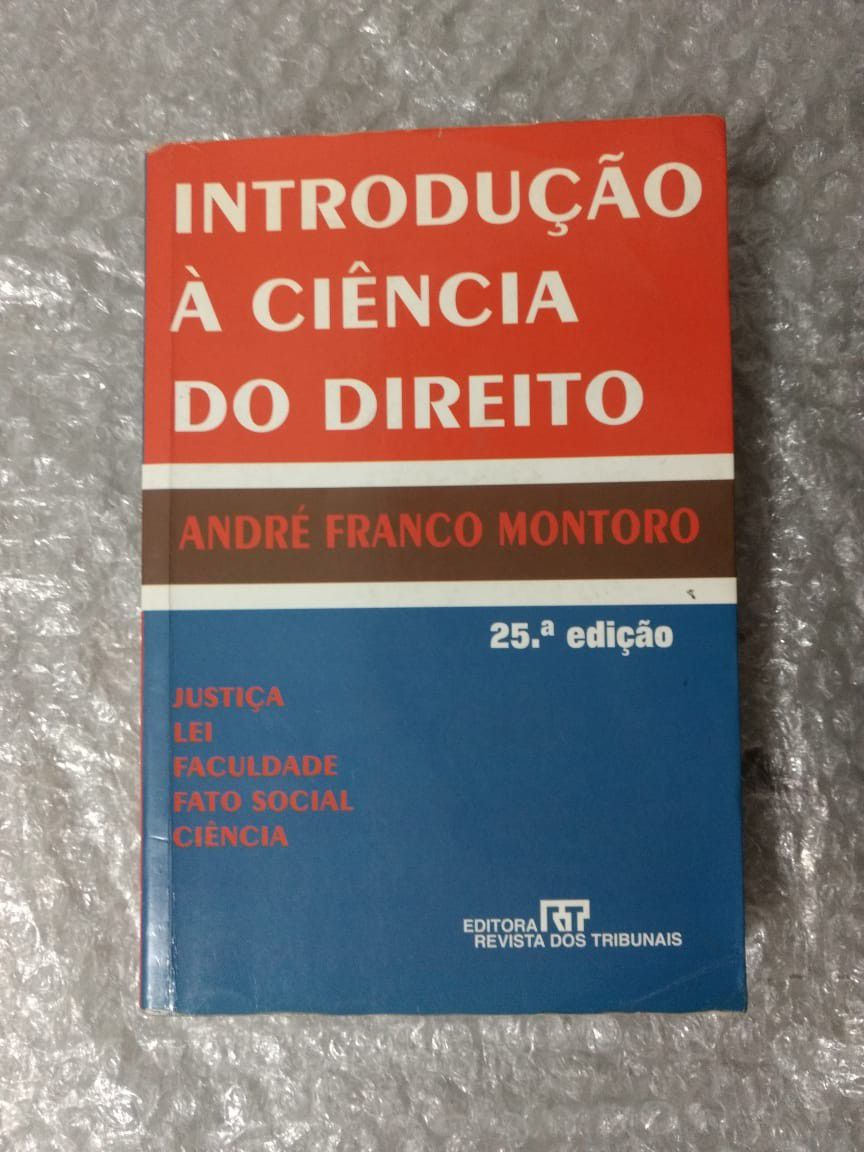 INTRODUÇÃO
À CIÊNCIA
DO DIREITO
ANDRÉ FRANCO MONTORO
25.ª edição
JUSTIÇA
LEI
FACULDADE
FATO SOCIAL
CIÊNCIA
EDITORA RT
REVISTA DOS TRIBUNAIS